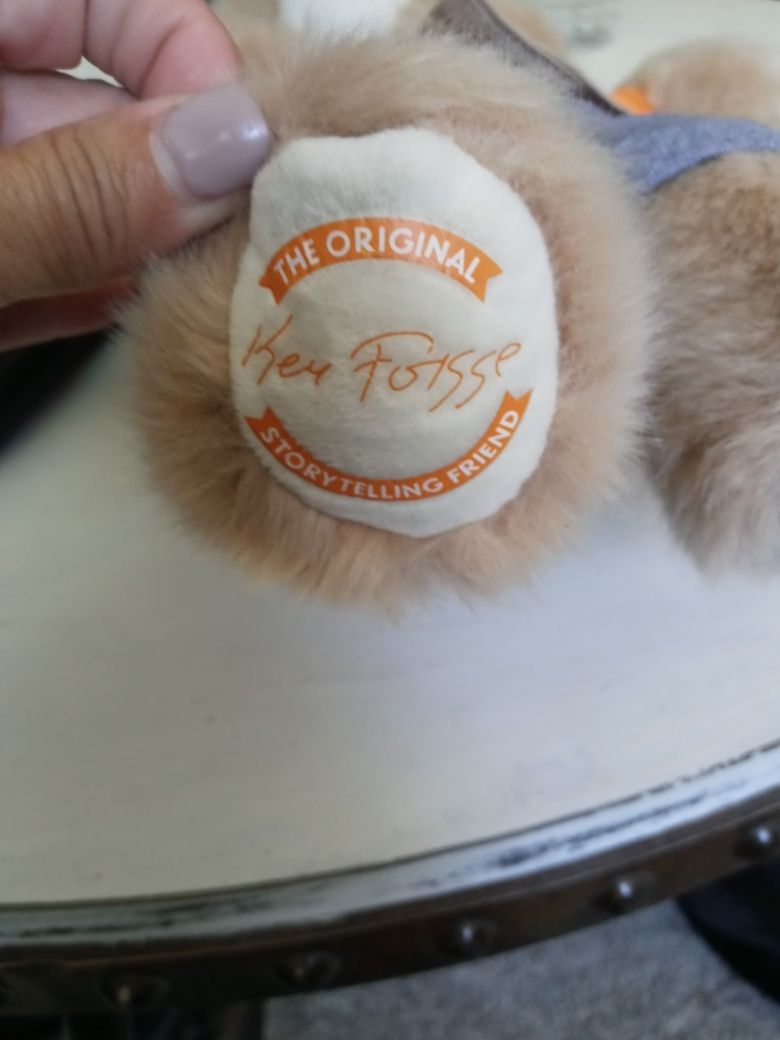 THE ORIGINAL
Ken Forsse
STORYTELLING FRIEND